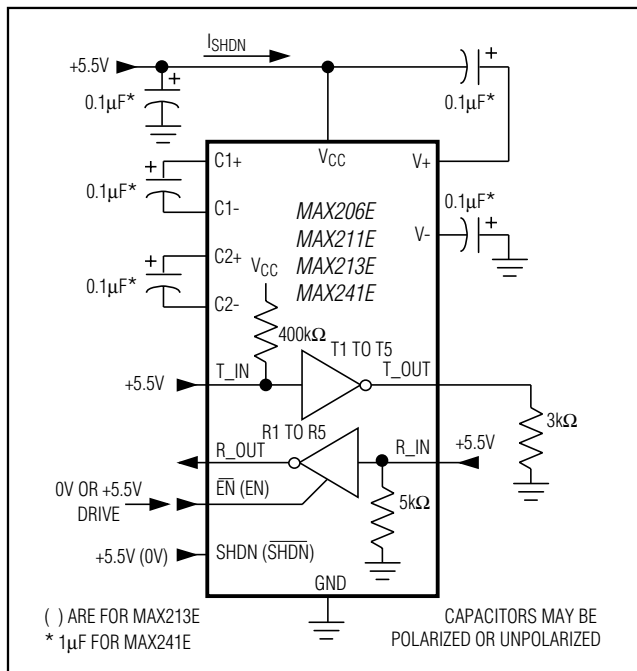 I_SHDN
+5.5V
0.1µF*
0.1µF*
V_CC
V+
C1+
0.1µF*
C1-
MAX206E
MAX211E
MAX213E
MAX241E
0.1µF*
V-
C2+
0.1µF*
C2-
V_CC
400kΩ
T1 TO T5
+5.5V
T_IN
T_OUT
3kΩ
R_OUT
R1 TO R5
R_IN
+5.5V
0V OR +5.5V
DRIVE
E̅N̅ (EN)
5kΩ
+5.5V (0V)
SHDN (S̅H̅D̅N̅)
GND
( ) ARE FOR MAX213E
* 1µF FOR MAX241E
CAPACITORS MAY BE
POLARIZED OR UNPOLARIZED